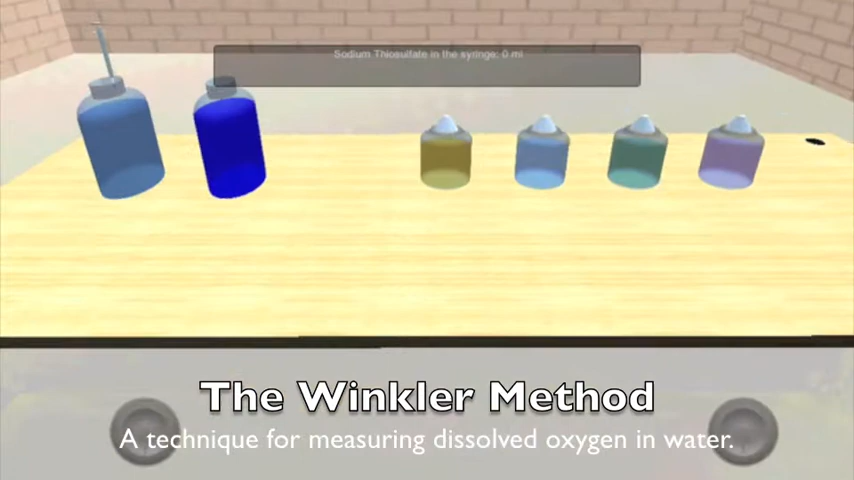 Sodium Thiosulfate in the syringe: 0 ml
The Winkler Method
A technique for measuring dissolved oxygen in water.